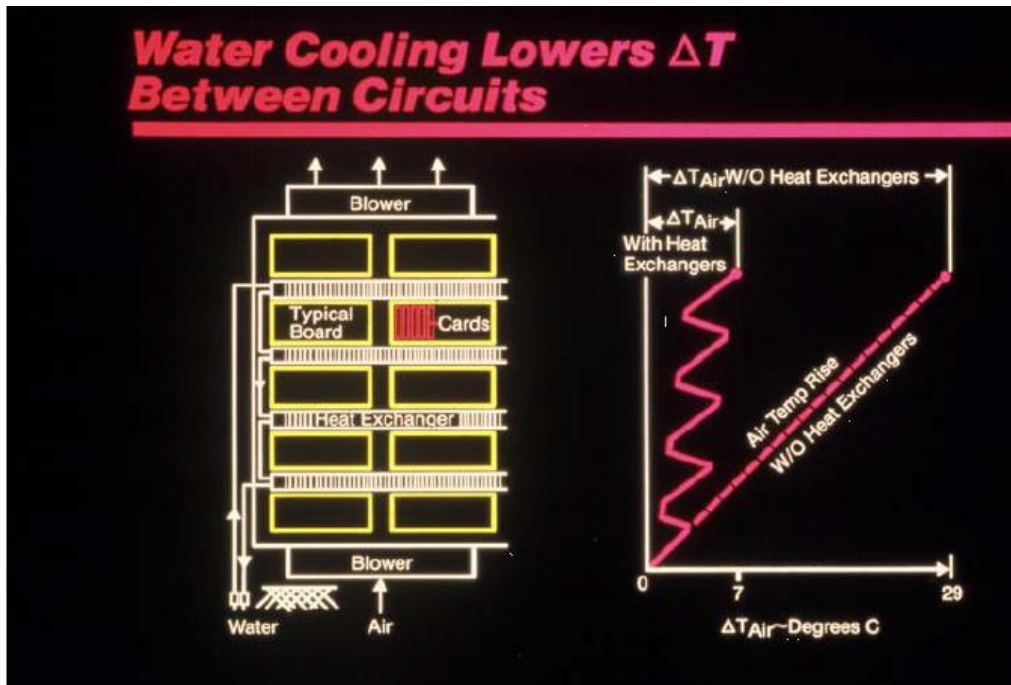 Water Cooling Lowers ΔT
Between Circuits
Blower
Typical
Board
Cards
Heat Exchanger
Blower
Water
Air
ΔTAir W/O Heat Exchangers
ΔTAir
With Heat
Exchangers
Air Temp Rise
W/O Heat Exchangers
0
7
29
ΔTAir~Degrees C